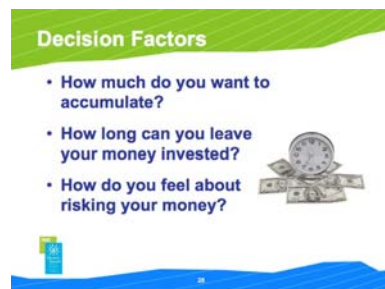 Decision Factors
• How much do you want to
accumulate?
• How long can you leave
your money invested?
• How do you feel about
risking your money?